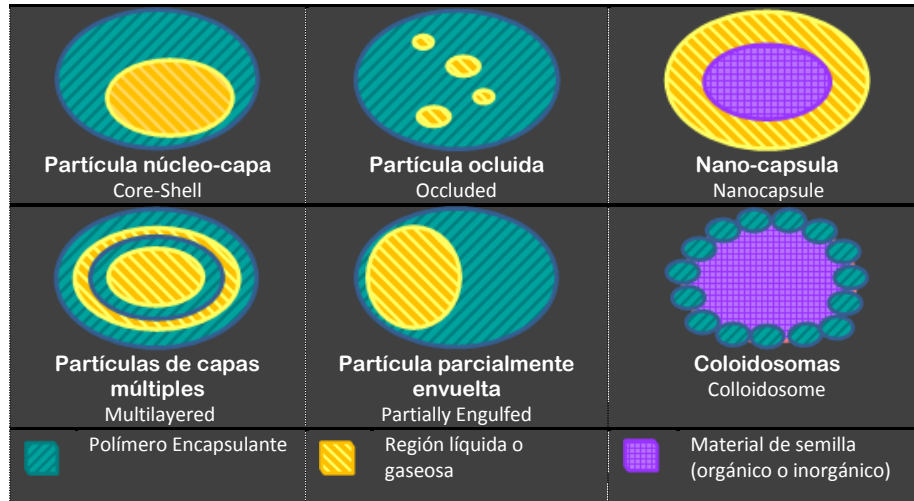 Partícula núcleo-capa
Core-Shell
Partícula ocluida
Occluded
Nano-capsula
Nanocapsule
Partículas de capas
múltiples
Multilayered
Partícula parcialmente
envuelta
Partially Engulfed
Coloidosomas
Colloidosome
Polímero Encapsulante
Región líquida o
gaseosa
Material de semilla
(orgánico o inorgánico)